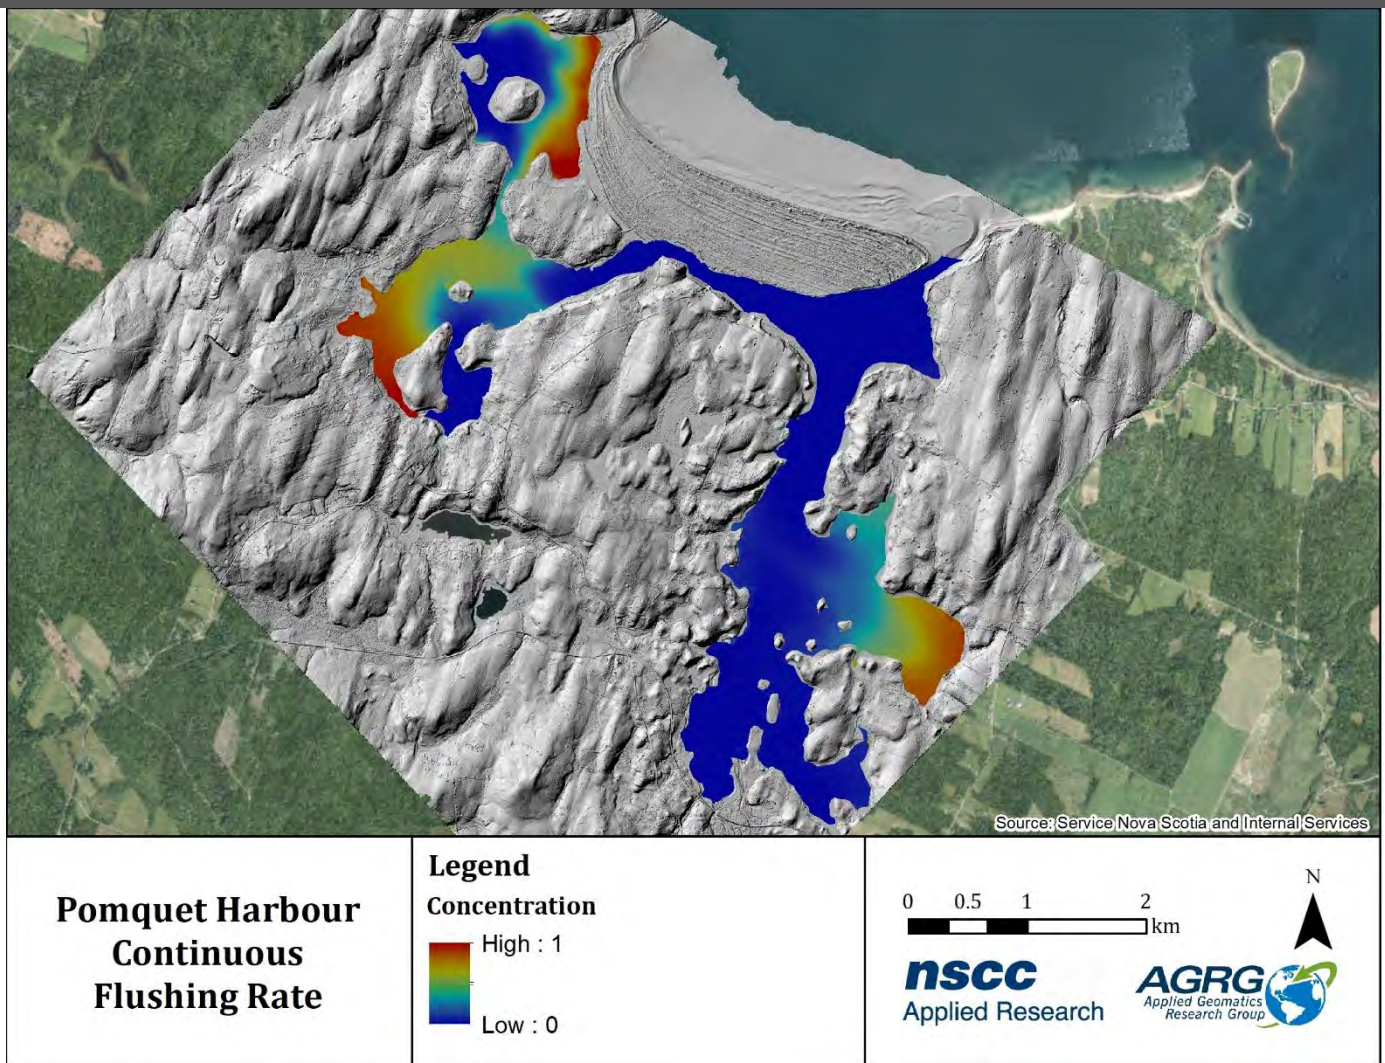 Source: Service Nova Scotia and Internal Services
Pomquet Harbour
Continuous
Flushing Rate
Legend
Concentration
High : 1
Low : 0
0 0.5 1 2
km
N
nscc
Applied Research
AGRG
Applied Geomatics
Research Group